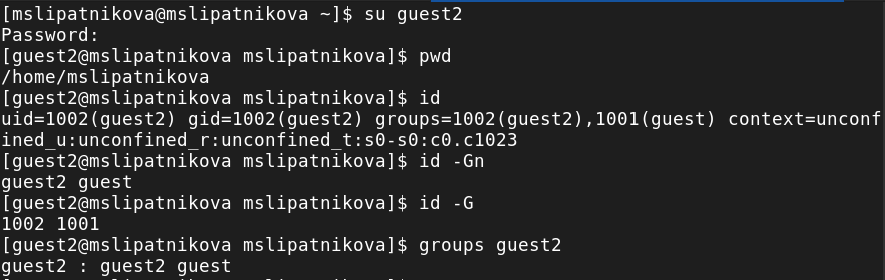 [mslipatnikova@mslipatnikova ~]$ su guest2
Password:
[guest2@mslipatnikova mslipatnikova]$ pwd
/home/mslipatnikova
[guest2@mslipatnikova mslipatnikova]$ id
uid=1002(guest2) gid=1002(guest2) groups=1002(guest2),1001(guest) context=unconf
ined_u:unconfined_r:unconfined_t:s0-s0:c0.c1023
[guest2@mslipatnikova mslipatnikova]$ id -Gn
guest2 guest
[guest2@mslipatnikova mslipatnikova]$ id -G
1002 1001
[guest2@mslipatnikova mslipatnikova]$ groups guest2
guest2 : guest2 guest